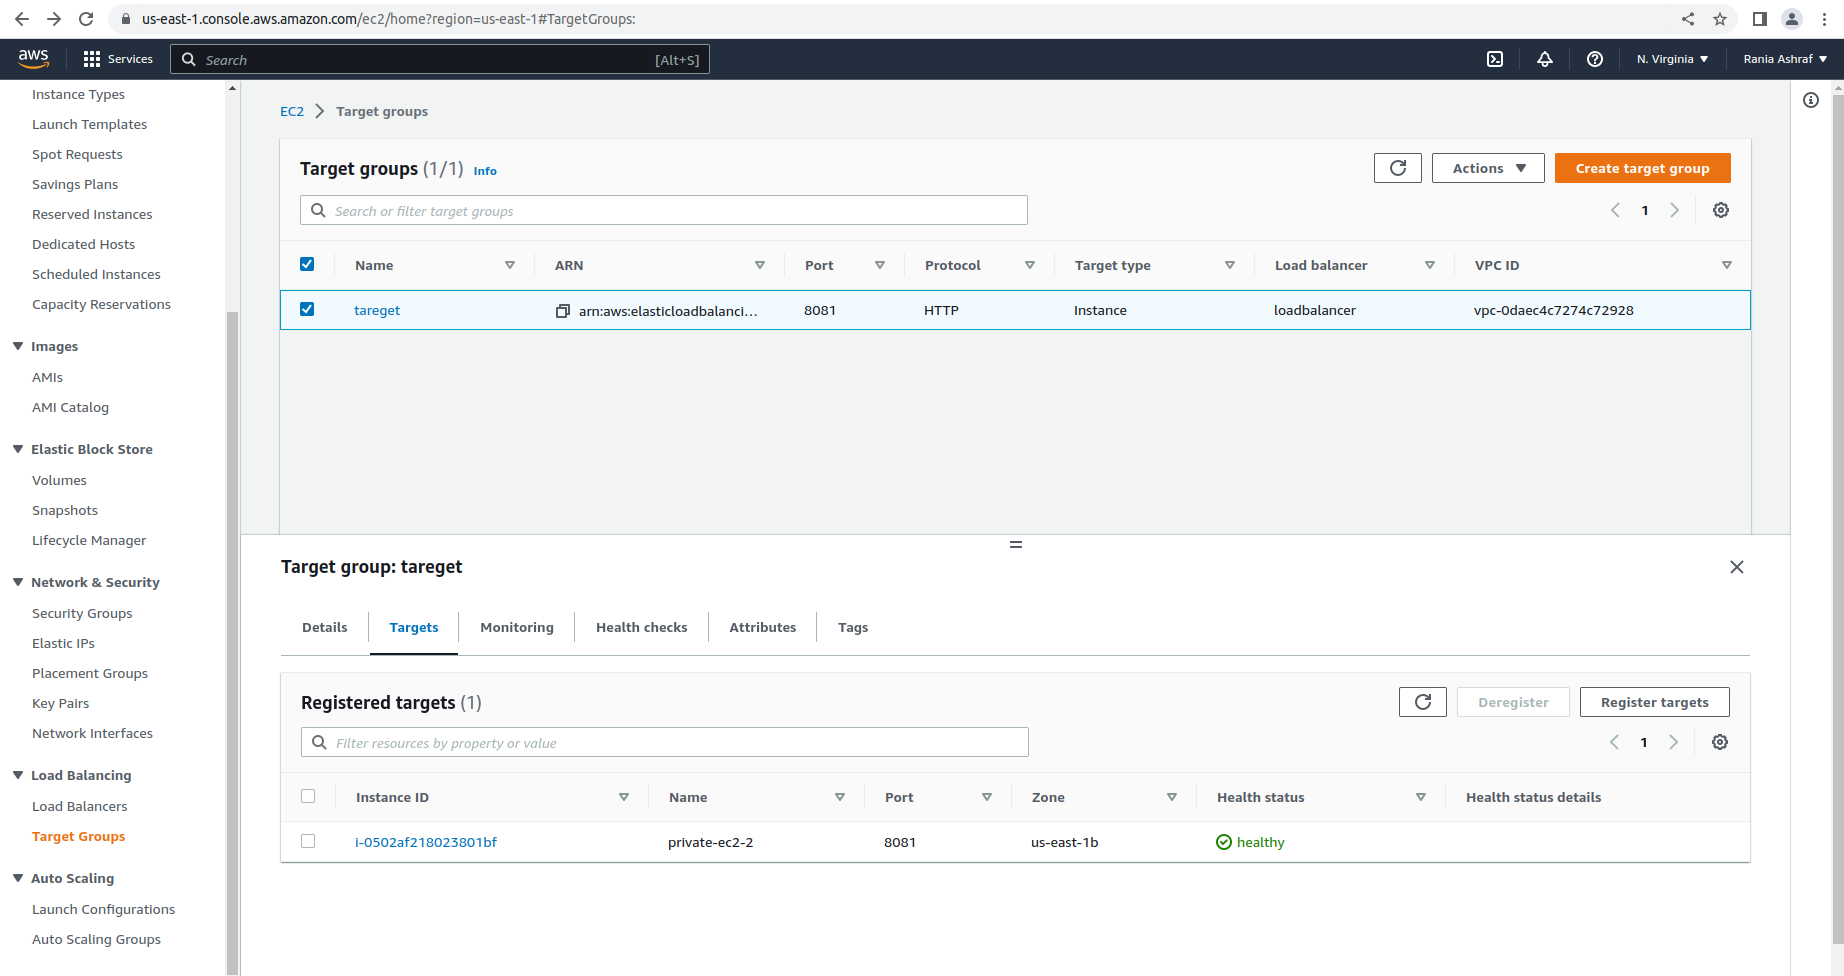 us-east-1.console.aws.amazon.com/ec2/home?region=us-east-1#TargetGroups:
aws
Services
Search
[Alt+S]
N. Virginia
Rania Ashraf
Instance Types
Launch Templates
Spot Requests
Savings Plans
Reserved Instances
Dedicated Hosts
Scheduled Instances
Capacity Reservations
Images
AMIs
AMI Catalog
Elastic Block Store
Volumes
Snapshots
Lifecycle Manager
Network & Security
Security Groups
Elastic IPs
Placement Groups
Key Pairs
Network Interfaces
Load Balancing
Load Balancers
Target Groups
Auto Scaling
Launch Configurations
Auto Scaling Groups
EC2 Target groups
Target groups (1/1) Info
Actions
Create target group
Search or filter target groups
1
Name ARN Port Protocol Target type Load balancer VPC ID
tareget arn:aws:elasticloadbalanci... 8081 HTTP Instance loadbalancer vpc-0daec4c7274c72928
Target group: tareget
Details Targets Monitoring Health checks Attributes Tags
Registered targets (1)
Deregister
Register targets
Filter resources by property or value
1
Instance ID Name Port Zone Health status Health status details
i-0502af218023801bf private-ec2-2 8081 us-east-1b healthy